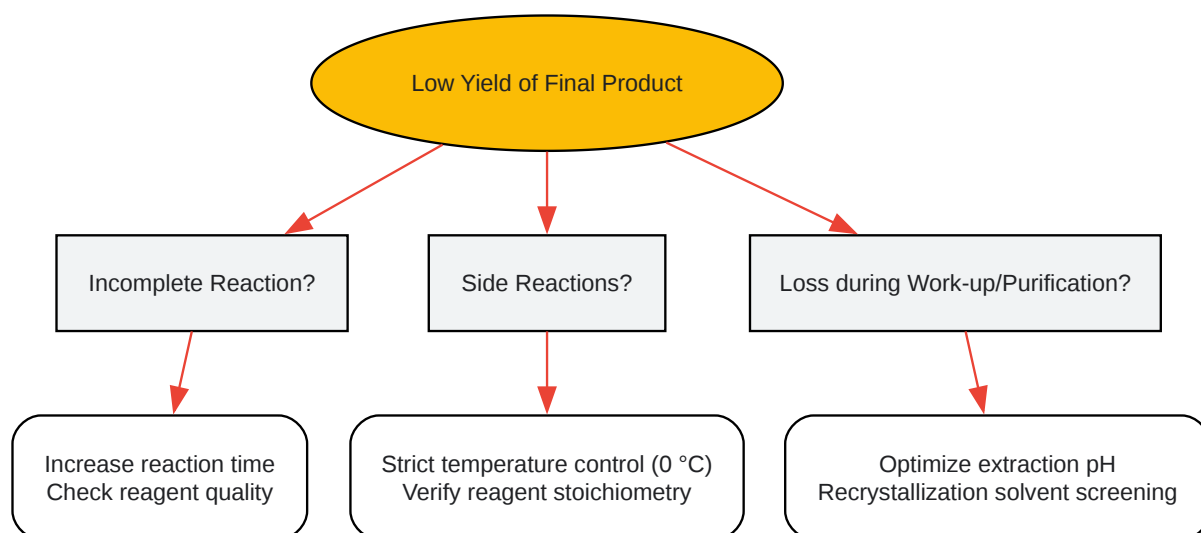 Low Yield of Final Product
Incomplete Reaction?
Side Reactions?
Loss during Work-up/Purification?
Increase reaction time
Check reagent quality
Strict temperature control (0 °C)
Verify reagent stoichiometry
Optimize extraction pH
Recrystallization solvent screening